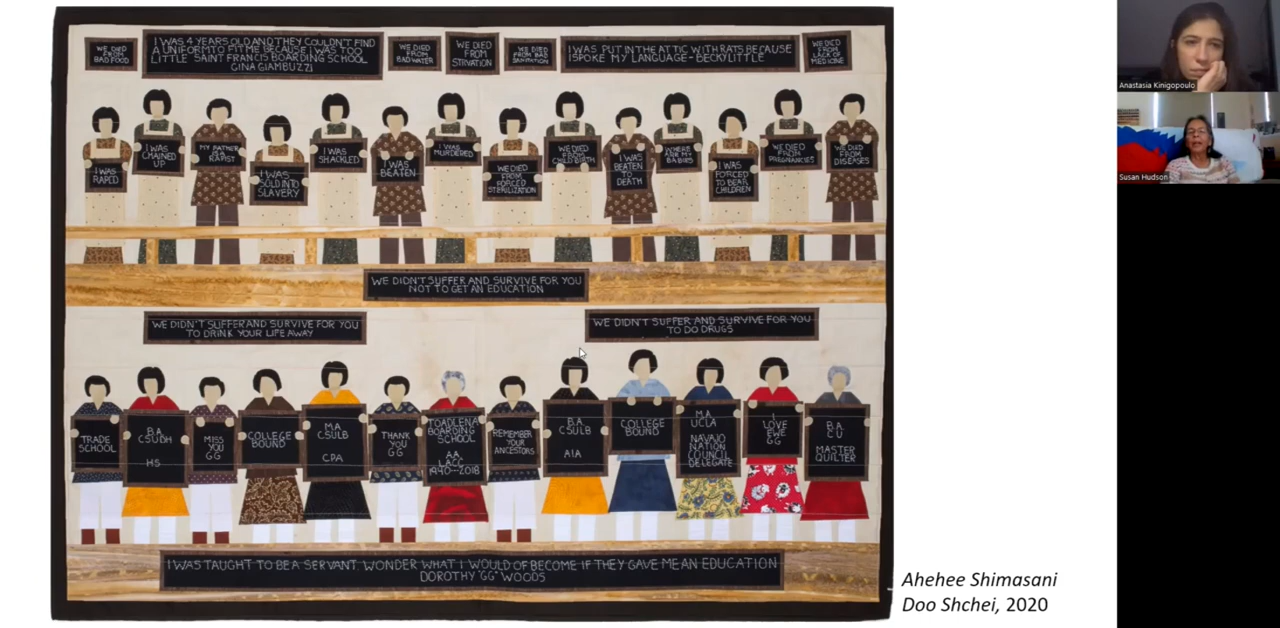 WE DIED
FROM
BAD FOOD
I WAS 4 YEARS OLD AND THEY COULDN'T FIND
A UNIFORM TO FIT ME BECAUSE I WAS TOO
LITTLE SAINT FRANCIS BOARDING SCHOOL
GINA GIAMBUZZI
WE DIED
FROM
BAD WATER
WE DIED
FROM
STRVATION
WE DIED
FROM BAD
SANITATION
I WAS PUT IN THE ATTIC WITH RATS BECAUSE
I SPOKE MY LANGUAGE - BECKY LITTLE
WE DIED
FROM
LACK OF
MEDICINE
I WAS
RAPED
I WAS
CHAINED
UP
MY FATHER
IS A
RAPIST
I WAS
SOLD INTO
SLAVERY
I WAS
SHACKLED
I WAS
BEATEN
I WAS
MURDERED
WE DIED
FROM
FORCED
STERILIZATION
WE DIED
FROM
CHILD BIRTH
I WAS
BEATEN
TO
DEATH
WHERE
ARE MY
BABIES
I WAS
FORCED
TO BEAR
CHILDREN
WE DIED
FROM
PREGNANCIES
WE DIED
FROM
DISEASES
WE DIDN'T SUFFER AND SURVIVE FOR YOU
NOT TO GET AN EDUCATION
WE DIDN'T SUFFER AND SURVIVE FOR YOU
TO DRINK YOUR LIFE AWAY
WE DIDN'T SUFFER AND SURVIVE FOR YOU
TO DO DRUGS
TRADE
SCHOOL
B.A.
CSUDH
HS
MISS
YOU
GG
COLLEGE
BOUND
MA
CSULB
CPA
THANK
YOU
GG
TOADLENA
BOARDING
SCHOOL
AA
LACC
1940-2018
REMEMBER
YOUR
ANCESTORS
B.A.
CSULB
AIA
COLLEGE
BOUND
M.A.
UCLA
NAVAJO
NATION
COUNCIL
DELEGATE
I
LOVE
EWE
GG
B.A.
CU
MASTER
QUILTER
I WAS TAUGHT TO BE A SERVANT, WONDER WHAT I WOULD OF BECOME IF THEY GAVE ME AN EDUCATION
DOROTHY "GG" WOODS
Ahehee Shimasani
Doo Shchei, 2020
Anastasia Kinigopoulo
Susan Hudson